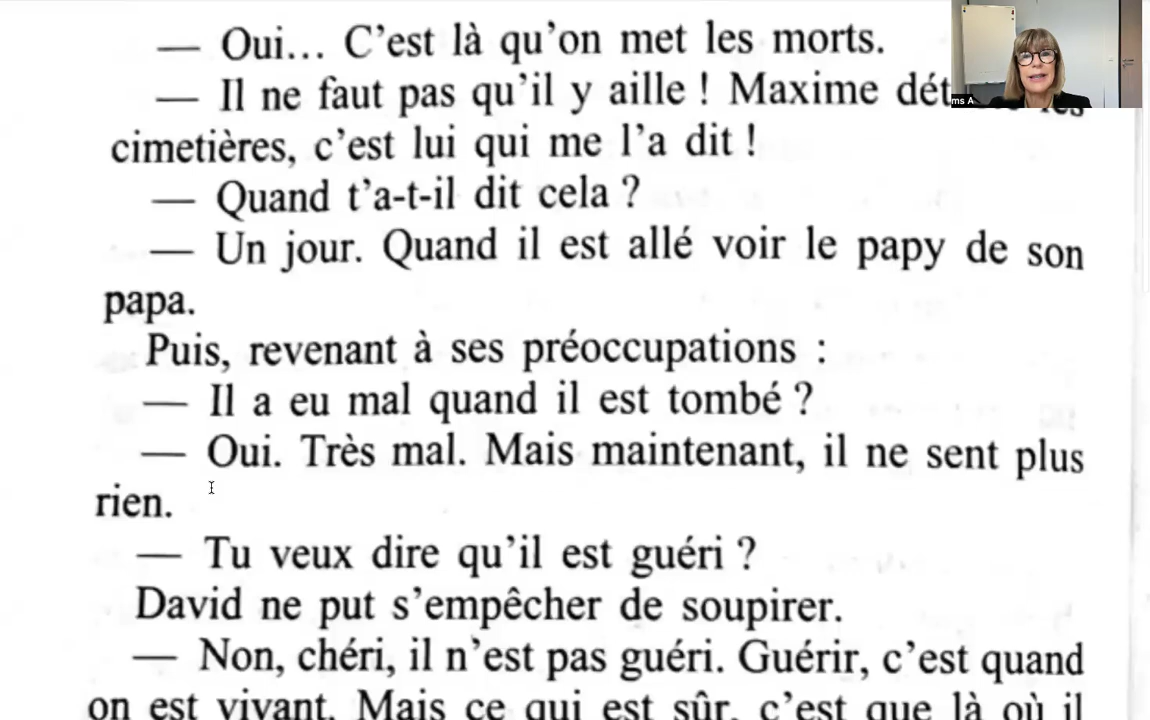 — Oui... C'est là qu'on met les morts.
— Il ne faut pas qu'il y aille ! Maxime
cimetières, c'est lui qui me l'a dit !
— Quand t'a-t-il dit cela ?
— Un jour. Quand il est allé voir le papy de son
papa.
Puis, revenant à ses préoccupations :
— Il a eu mal quand il est tombé ?
— Oui. Très mal. Mais maintenant, il ne sent plus
rien.
— Tu veux dire qu'il est guéri ?
David ne put s'empêcher de soupirer.
— Non, chéri, il n'est pas guéri. Guérir, c'est quand
on est vivant. Mais ce qui est sûr, c'est que là où il
ms A